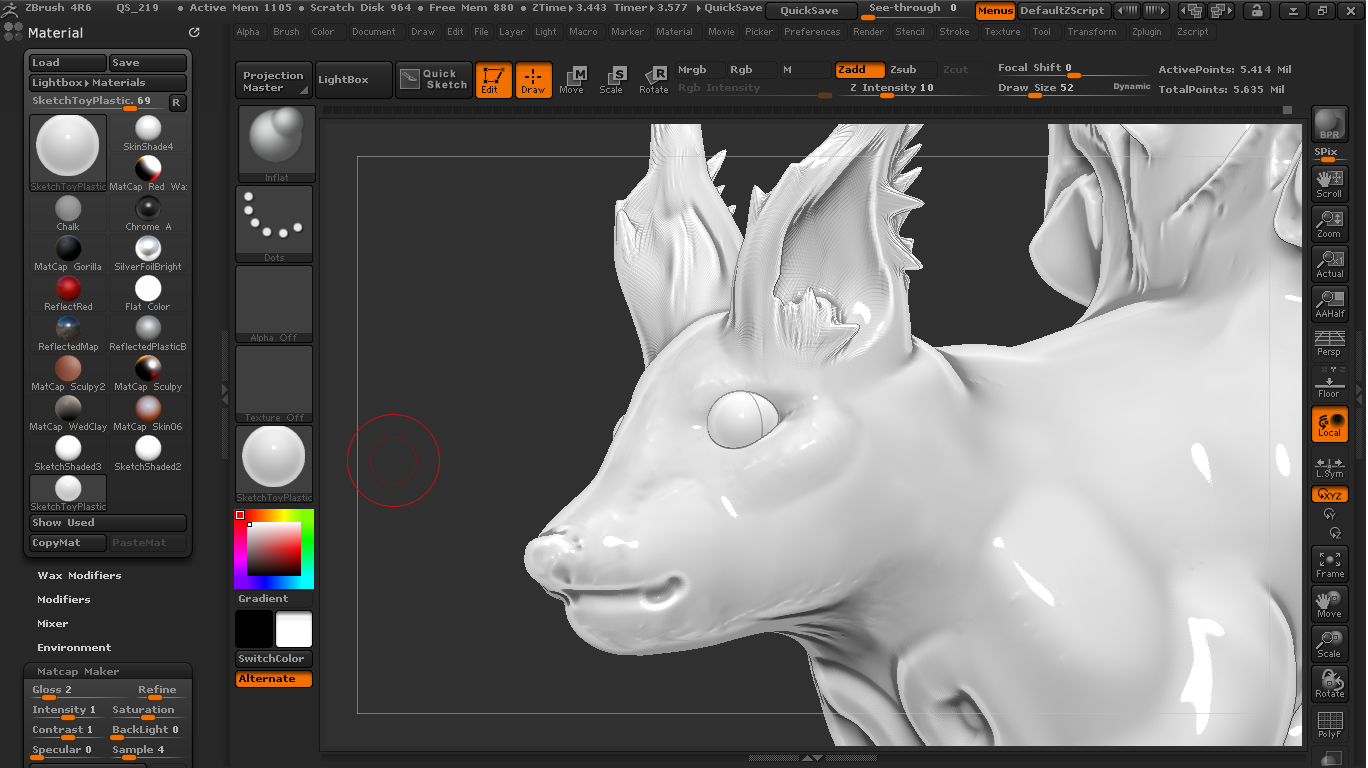 ZBrush 4R6 QS_219 • Active Mem 1105 • Scratch Disk 964 • Free Mem 880 • ZTime▸3.443 Timer▸3.577 ▸QuickSave QuickSave See-through 0 Menus DefaultZScript
Material
Alpha Brush Color Document Draw Edit File Layer Light Macro Marker Material Movie Picker Preferences Render Stencil Stroke Texture Tool Transform Zplugin Zscript
Load Save
Lightbox▸Materials
SketchToyPlastic. 69 R
SketchToyPlastic SkinShade4
MatCap Red Wa
Chalk Chrome A
MatCap Gorilla SilverFoilBright
ReflectRed Flat Color
ReflectedMap ReflectedPlasticB
MatCap Sculpy2 MatCap Sculpy
MatCap WedClay MatCap Skin06
SketchShaded3 SketchShaded2
SketchToyPlastic
Show Used
CopyMat PasteMat
Wax Modifiers
Modifiers
Mixer
Environment
Matcap Maker
Gloss 2 Refine
Intensity 1 Saturation
Contrast 1 BackLight 0
Specular 0 Sample 4
Projection Master
LightBox
Quick Sketch
Edit
Draw
Move
Scale
Rotate
Mrgb Rgb M
Rgb Intensity
Zadd Zsub Zcut
Z Intensity 10
Focal Shift 0
Draw Size 52 Dynamic
ActivePoints: 5.414 Mil
TotalPoints: 5.635 Mil
Inflat
Dots
Alpha Off
Texture Off
SketchToyPlastic
Gradient
SwitchColor
Alternate
BPR
SPix
Scroll
Zoom
Actual
AAHalf
Persp
X Y Z
Floor
Local
L.Sym
XYZ
Y
Z
Frame
Move
Scale
Rotate
PolyF